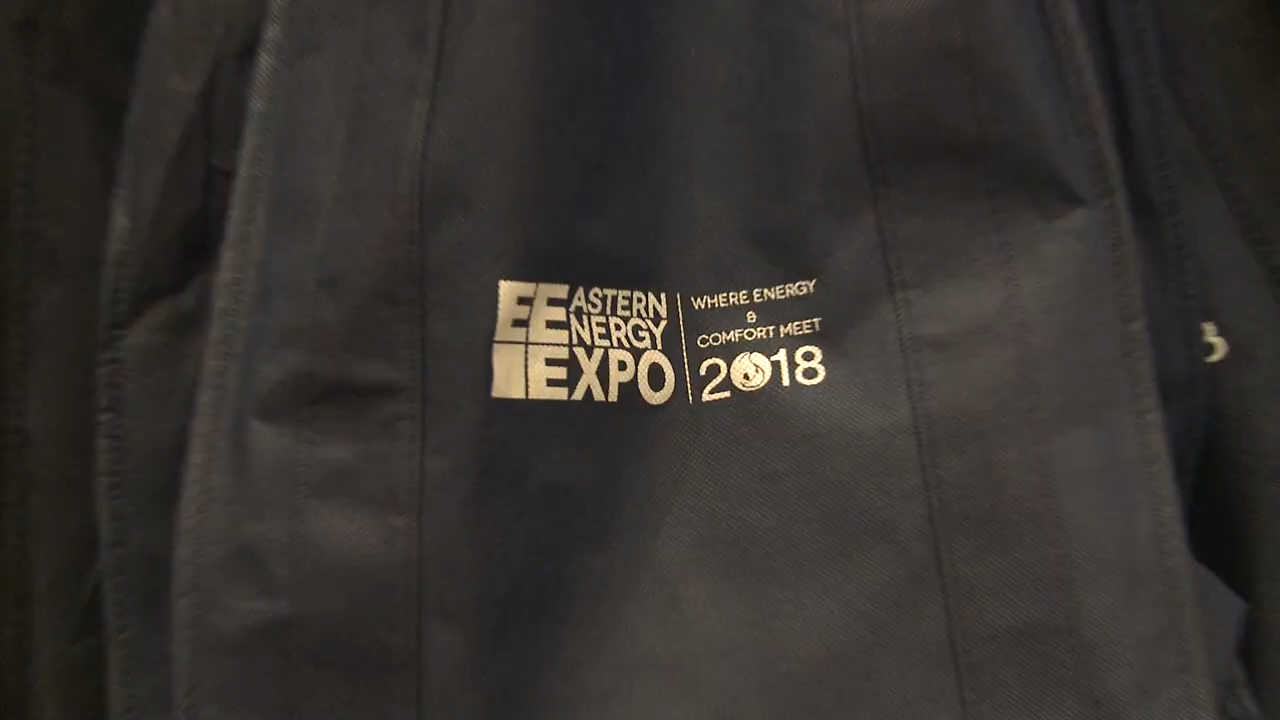 EASTERN
ENERGY
EXPO
WHERE ENERGY
&
COMFORT MEET
2018